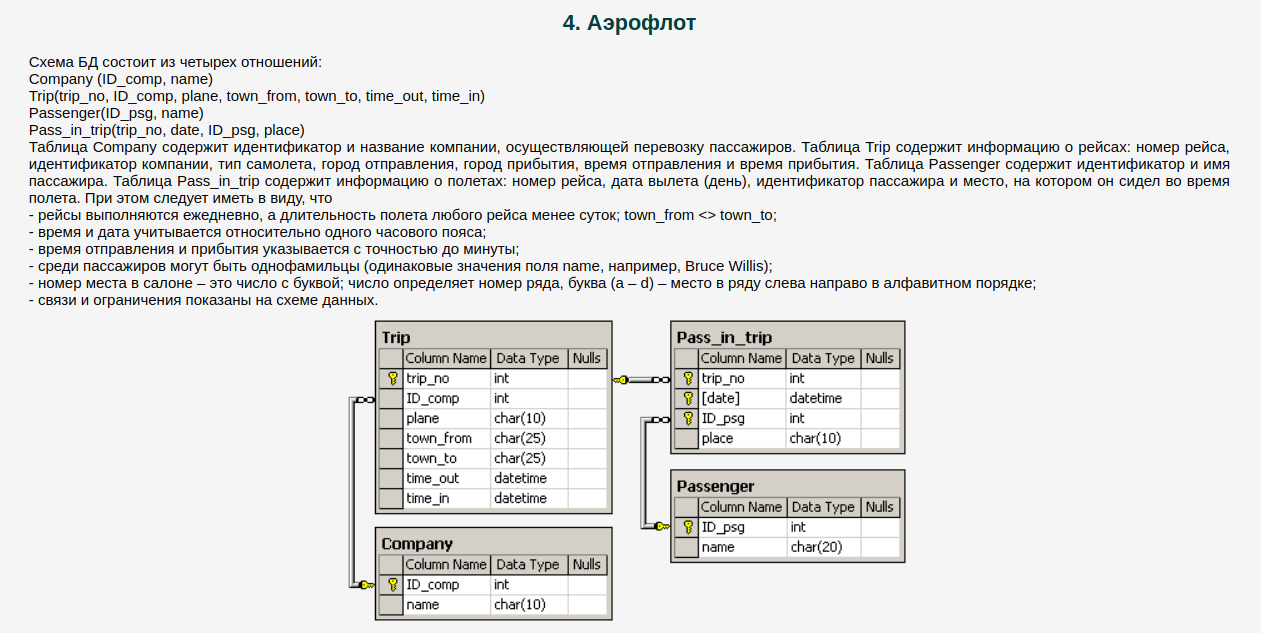 4. Аэрофлот
Схема БД состоит из четырех отношений:
Company (ID_comp, name)
Trip(trip_no, ID_comp, plane, town_from, town_to, time_out, time_in)
Passenger(ID_psg, name)
Pass_in_trip(trip_no, date, ID_psg, place)
Таблица Company содержит идентификатор и название компании, осуществляющей перевозку пассажиров. Таблица Trip содержит информацию о рейсах: номер рейса,
идентификатор компании, тип самолета, город отправления, город прибытия, время отправления и время прибытия. Таблица Passenger содержит идентификатор и имя
пассажира. Таблица Pass_in_trip содержит информацию о полетах: номер рейса, дата вылета (день), идентификатор пассажира и место, на котором он сидел во время
полета. При этом следует иметь в виду, что
- рейсы выполняются ежедневно, а длительность полета любого рейса менее суток; town_from <> town_to;
- время и дата учитывается относительно одного часового пояса;
- время отправления и прибытия указывается с точностью до минуты;
- среди пассажиров могут быть однофамильцы (одинаковые значения поля name, например, Bruce Willis);
- номер места в салоне – это число с буквой; число определяет номер ряда, буква (a – d) – место в ряду слева направо в алфавитном порядке;
- связи и ограничения показаны на схеме данных.
Trip
Column Name Data Type Nulls
trip_no int
ID_comp int
plane char(10)
town_from char(25)
town_to char(25)
time_out datetime
time_in datetime
Company
Column Name Data Type Nulls
ID_comp int
name char(10)
Pass_in_trip
Column Name Data Type Nulls
trip_no int
[date] datetime
ID_psg int
place char(10)
Passenger
Column Name Data Type Nulls
ID_psg int
name char(20)